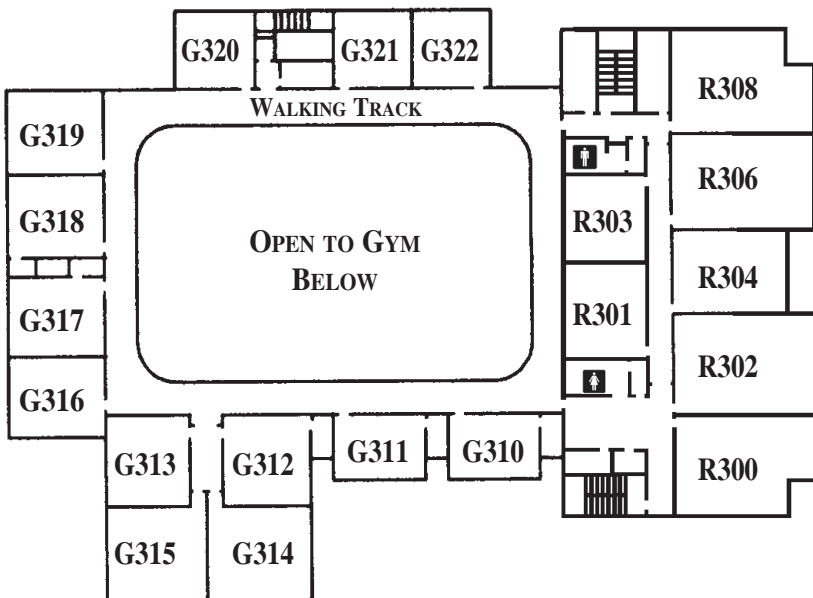 G320
G321
G322
R308
WALKING TRACK
G319
R306
G318
R303
OPEN TO GYM
BELOW
R304
G317
R301
R302
G316
G313
G312
G311
G310
R300
G315
G314